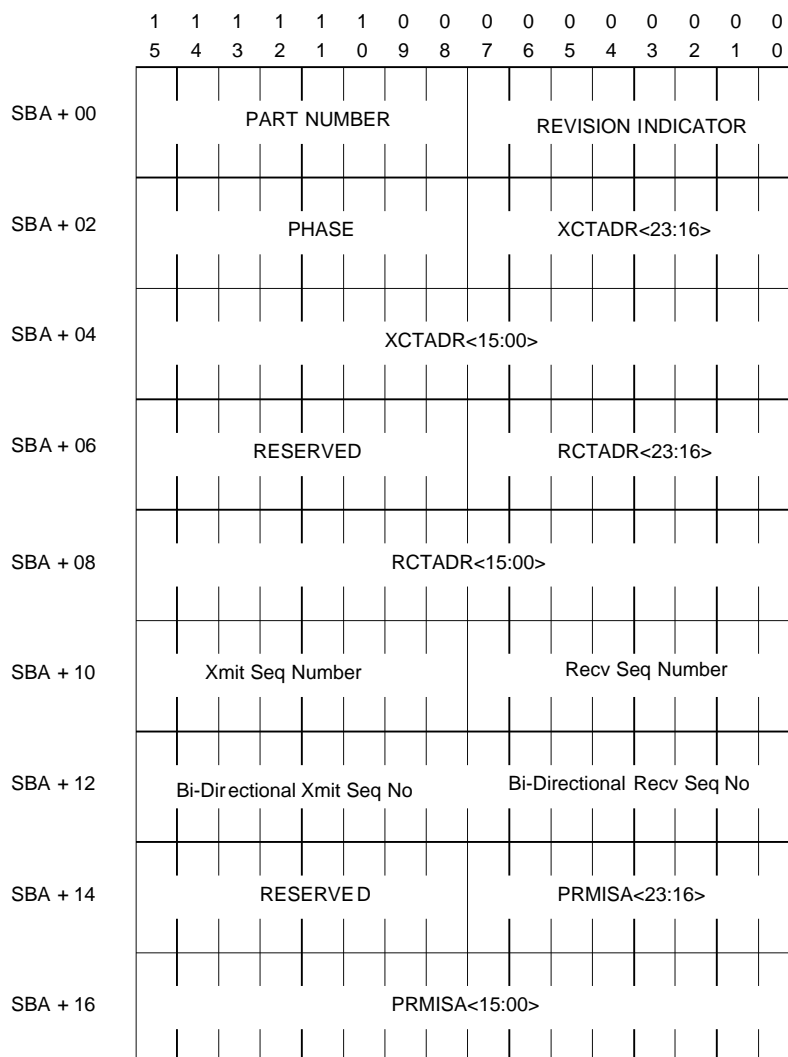 1 1 1 1 1 1 0 0 0 0 0 0 0 0 0 0
5 4 3 2 1 0 9 8 7 6 5 4 3 2 1 0
SBA + 00 PART NUMBER REVISION INDICATOR
SBA + 02 PHASE XCTADR<23:16>
SBA + 04 XCTADR<15:00>
SBA + 06 RESERVED RCTADR<23:16>
SBA + 08 RCTADR<15:00>
SBA + 10 Xmit Seq Number Recv Seq Number
SBA + 12 Bi-Directional Xmit Seq No Bi-Directional Recv Seq No
SBA + 14 RESERVED PRMISA<23:16>
SBA + 16 PRMISA<15:00>